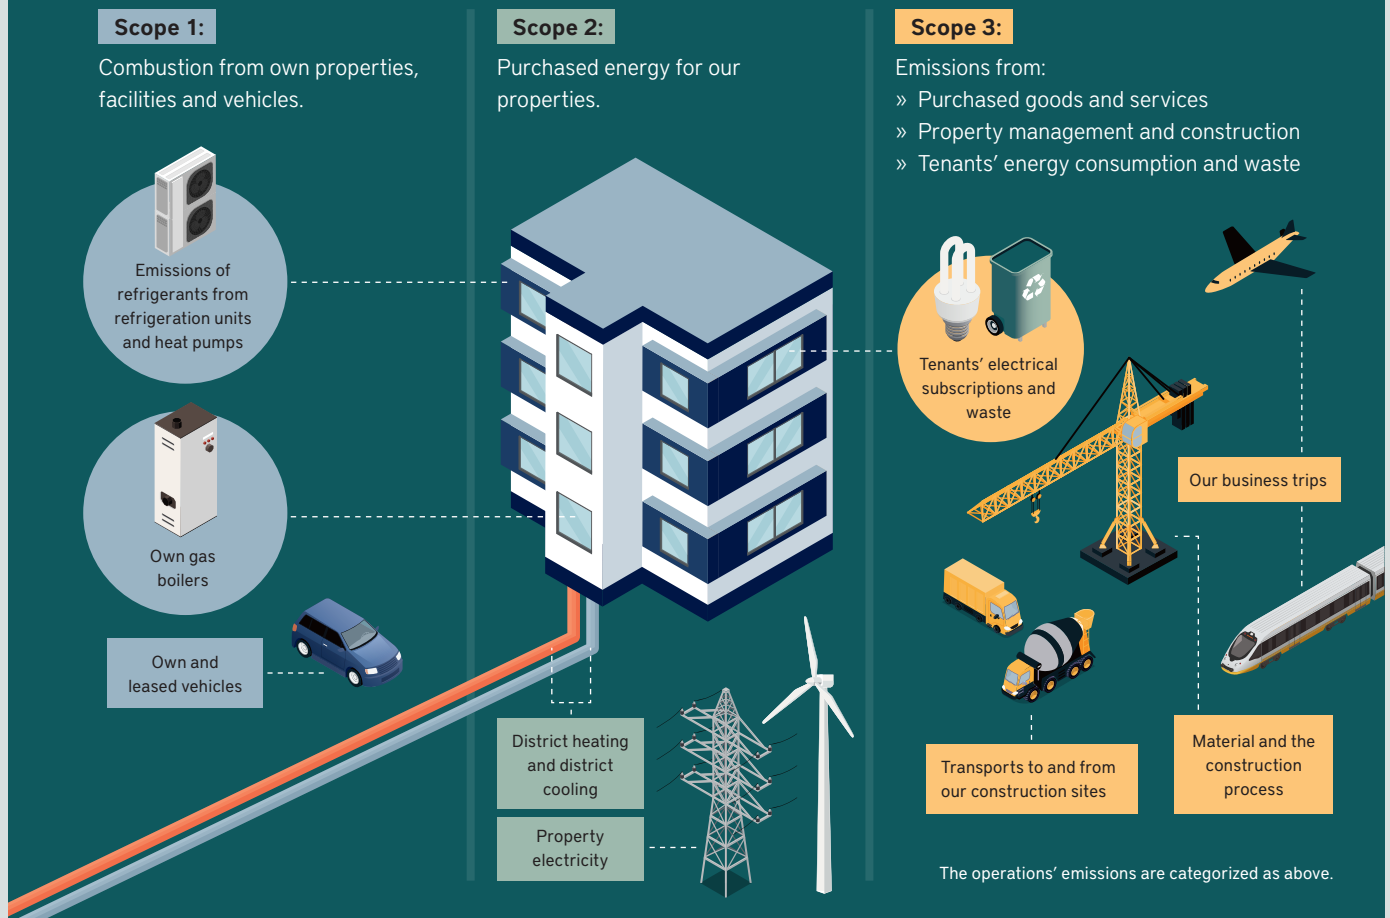 Scope 1:
Combustion from own properties,
facilities and vehicles.
Emissions of
refrigerants from
refrigeration units
and heat pumps
Own gas
boilers
Own and
leased vehicles
Scope 2:
Purchased energy for our
properties.
District heating
and district
cooling
Property
electricity
Scope 3:
Emissions from:
» Purchased goods and services
» Property management and construction
» Tenants’ energy consumption and waste
Tenants’ electrical
subscriptions and
waste
Our business trips
Transports to and from
our construction sites
Material and the
construction
process
The operations’ emissions are categorized as above.